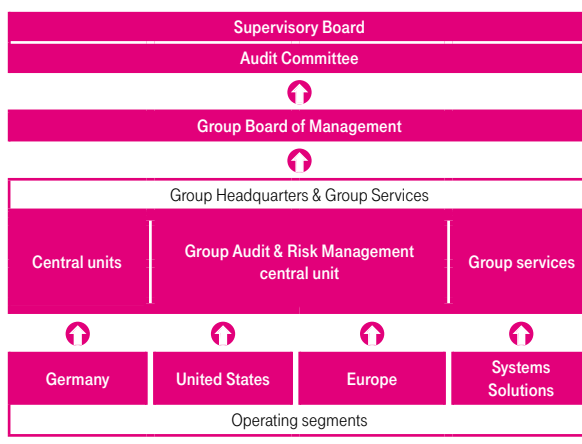 Supervisory Board
Audit Committee
Group Board of Management
Group Headquarters & Group Services
Central units
Group Audit & Risk Management
central unit
Group services
Germany
United States
Europe
Systems
Solutions
Operating segments